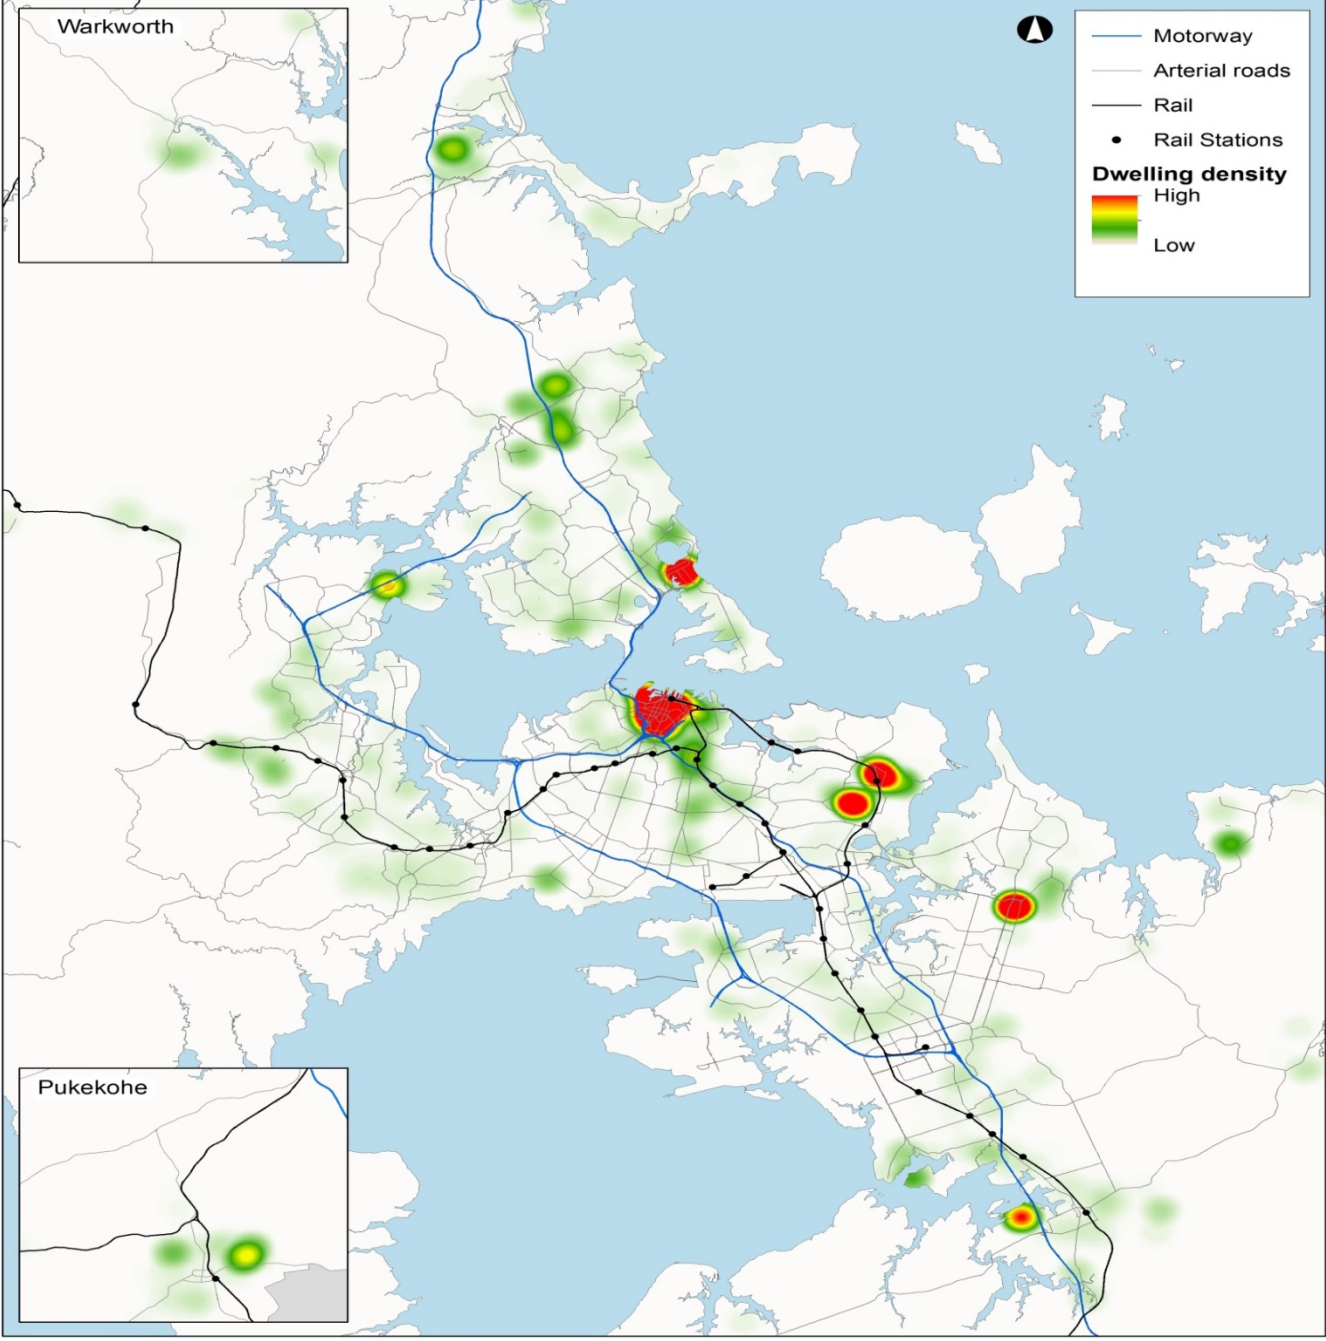 Warkworth
Motorway
Arterial roads
Rail
Rail Stations
Dwelling density
High
Low
Pukekohe